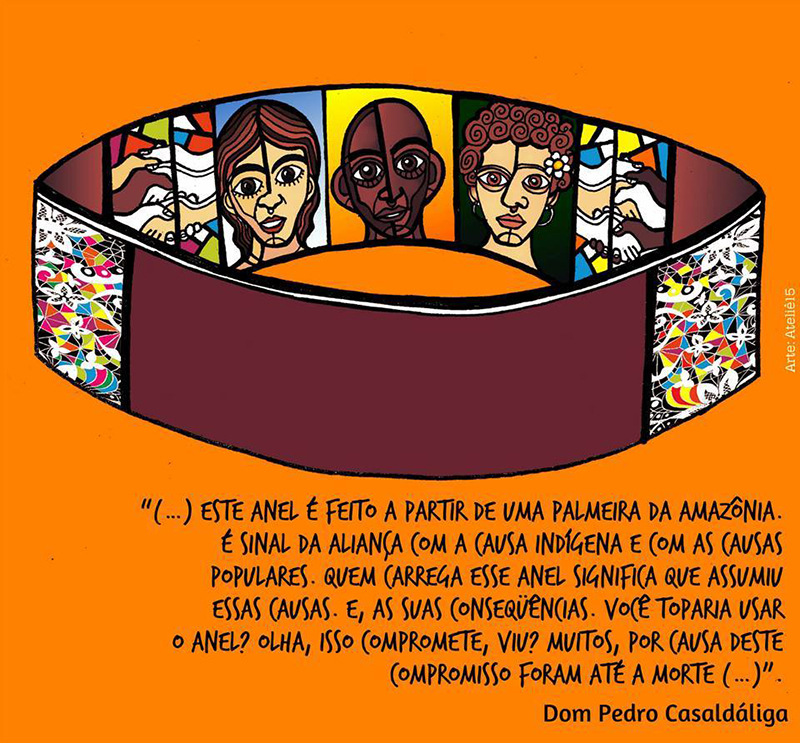 "(...) ESTE ANEL É FEITO A PARTIR DE UMA PALMEIRA DA AMAZÔNIA.
É SINAL DA ALIANÇA COM A CAUSA INDÍGENA E COM AS CAUSAS
POPULARES. QUEM CARREGA ESSE ANEL SIGNIFICA QUE ASSUMIU
ESSAS CAUSAS. E, AS SUAS CONSEQÜÊNCIAS. VOCÊ TOPARIA USAR
O ANEL? OLHA, ISSO COMPROMETE, VIU? MUITOS, POR CAUSA DESTE
COMPROMISSO FORAM ATÉ A MORTE (...)".
Dom Pedro Casaldáliga
Arte: Ateliê15